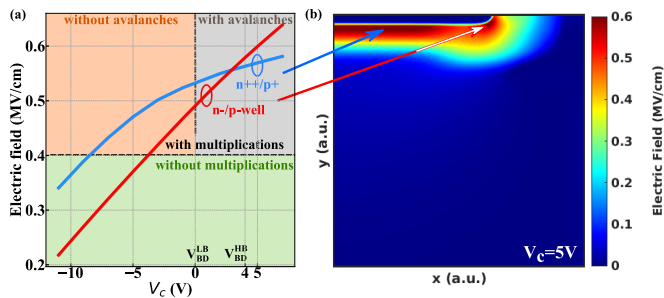 (a)
without avalanches
with avalanches
n++/p+
n-/p-well
with multiplications
without multiplications
Electric field (MV/cm)
0.6
0.5
0.4
0.3
0.2
V_BD^LB
V_BD^HB
−10
−5
0
4 5
V_C (V)
(b)
y (a.u.)
x (a.u.)
V_C=5V
0.6
0.5
0.4
0.3
0.2
0.1
0
Electric Field (MV/cm)